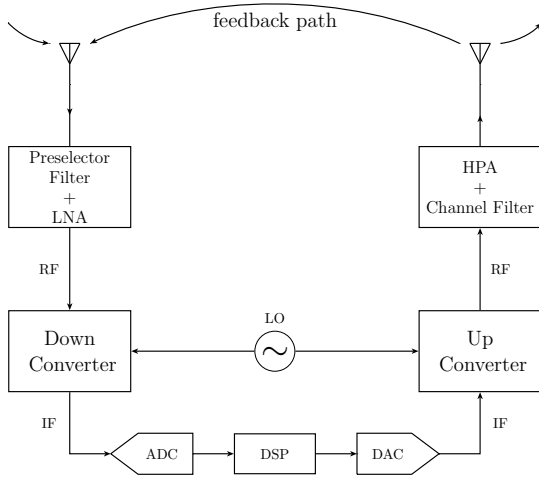 feedback path
Preselector
Filter
+
LNA
HPA
+
Channel Filter
RF
RF
LO
Down
Converter
Up
Converter
IF
IF
ADC
DSP
DAC